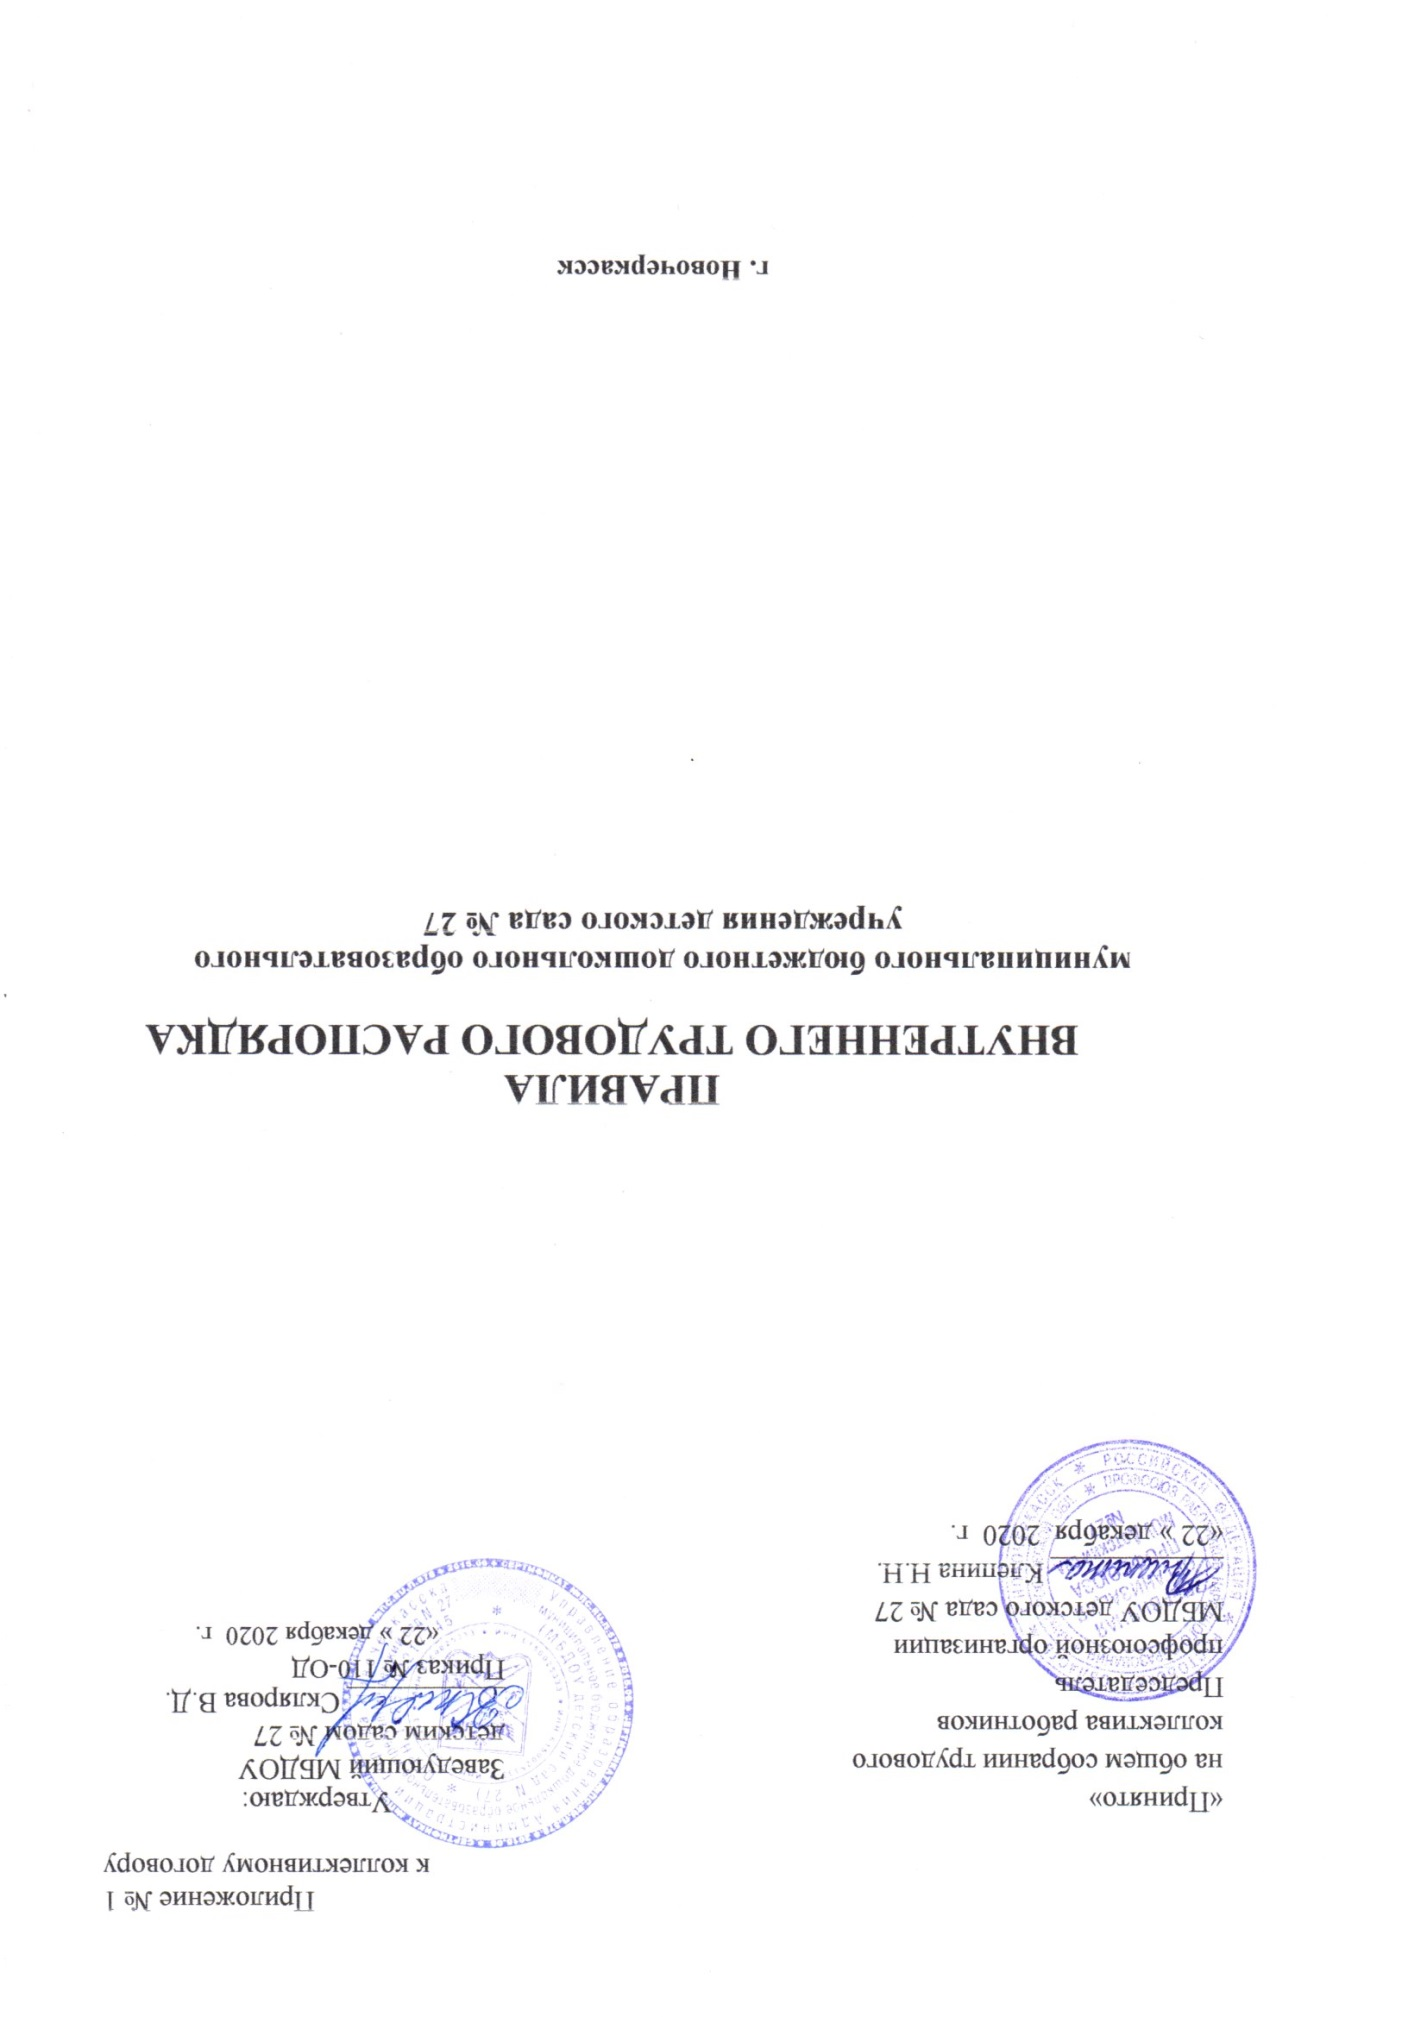 Приложение № 1
к коллективному договору
«Принято»
на общем собрании трудового
коллектива работников
Председатель
профсоюзной организации
МБДОУ детского сада № 27
Клепина Н.Н.
«22 » декабря 2020 г.
Утверждаю:
Заведующий МБДОУ
детским садом № 27
Склярова В.Д.
Приказ № 110-ОД
«22 » декабря 2020 г.
ПРАВИЛА
ВНУТРЕННЕГО ТРУДОВОГО РАСПОРЯДКА
муниципального бюджетного дошкольного образовательного
учреждения детского сада № 27
г. Новочеркасск
РОССИЙСКАЯ ФЕДЕРАЦИЯ